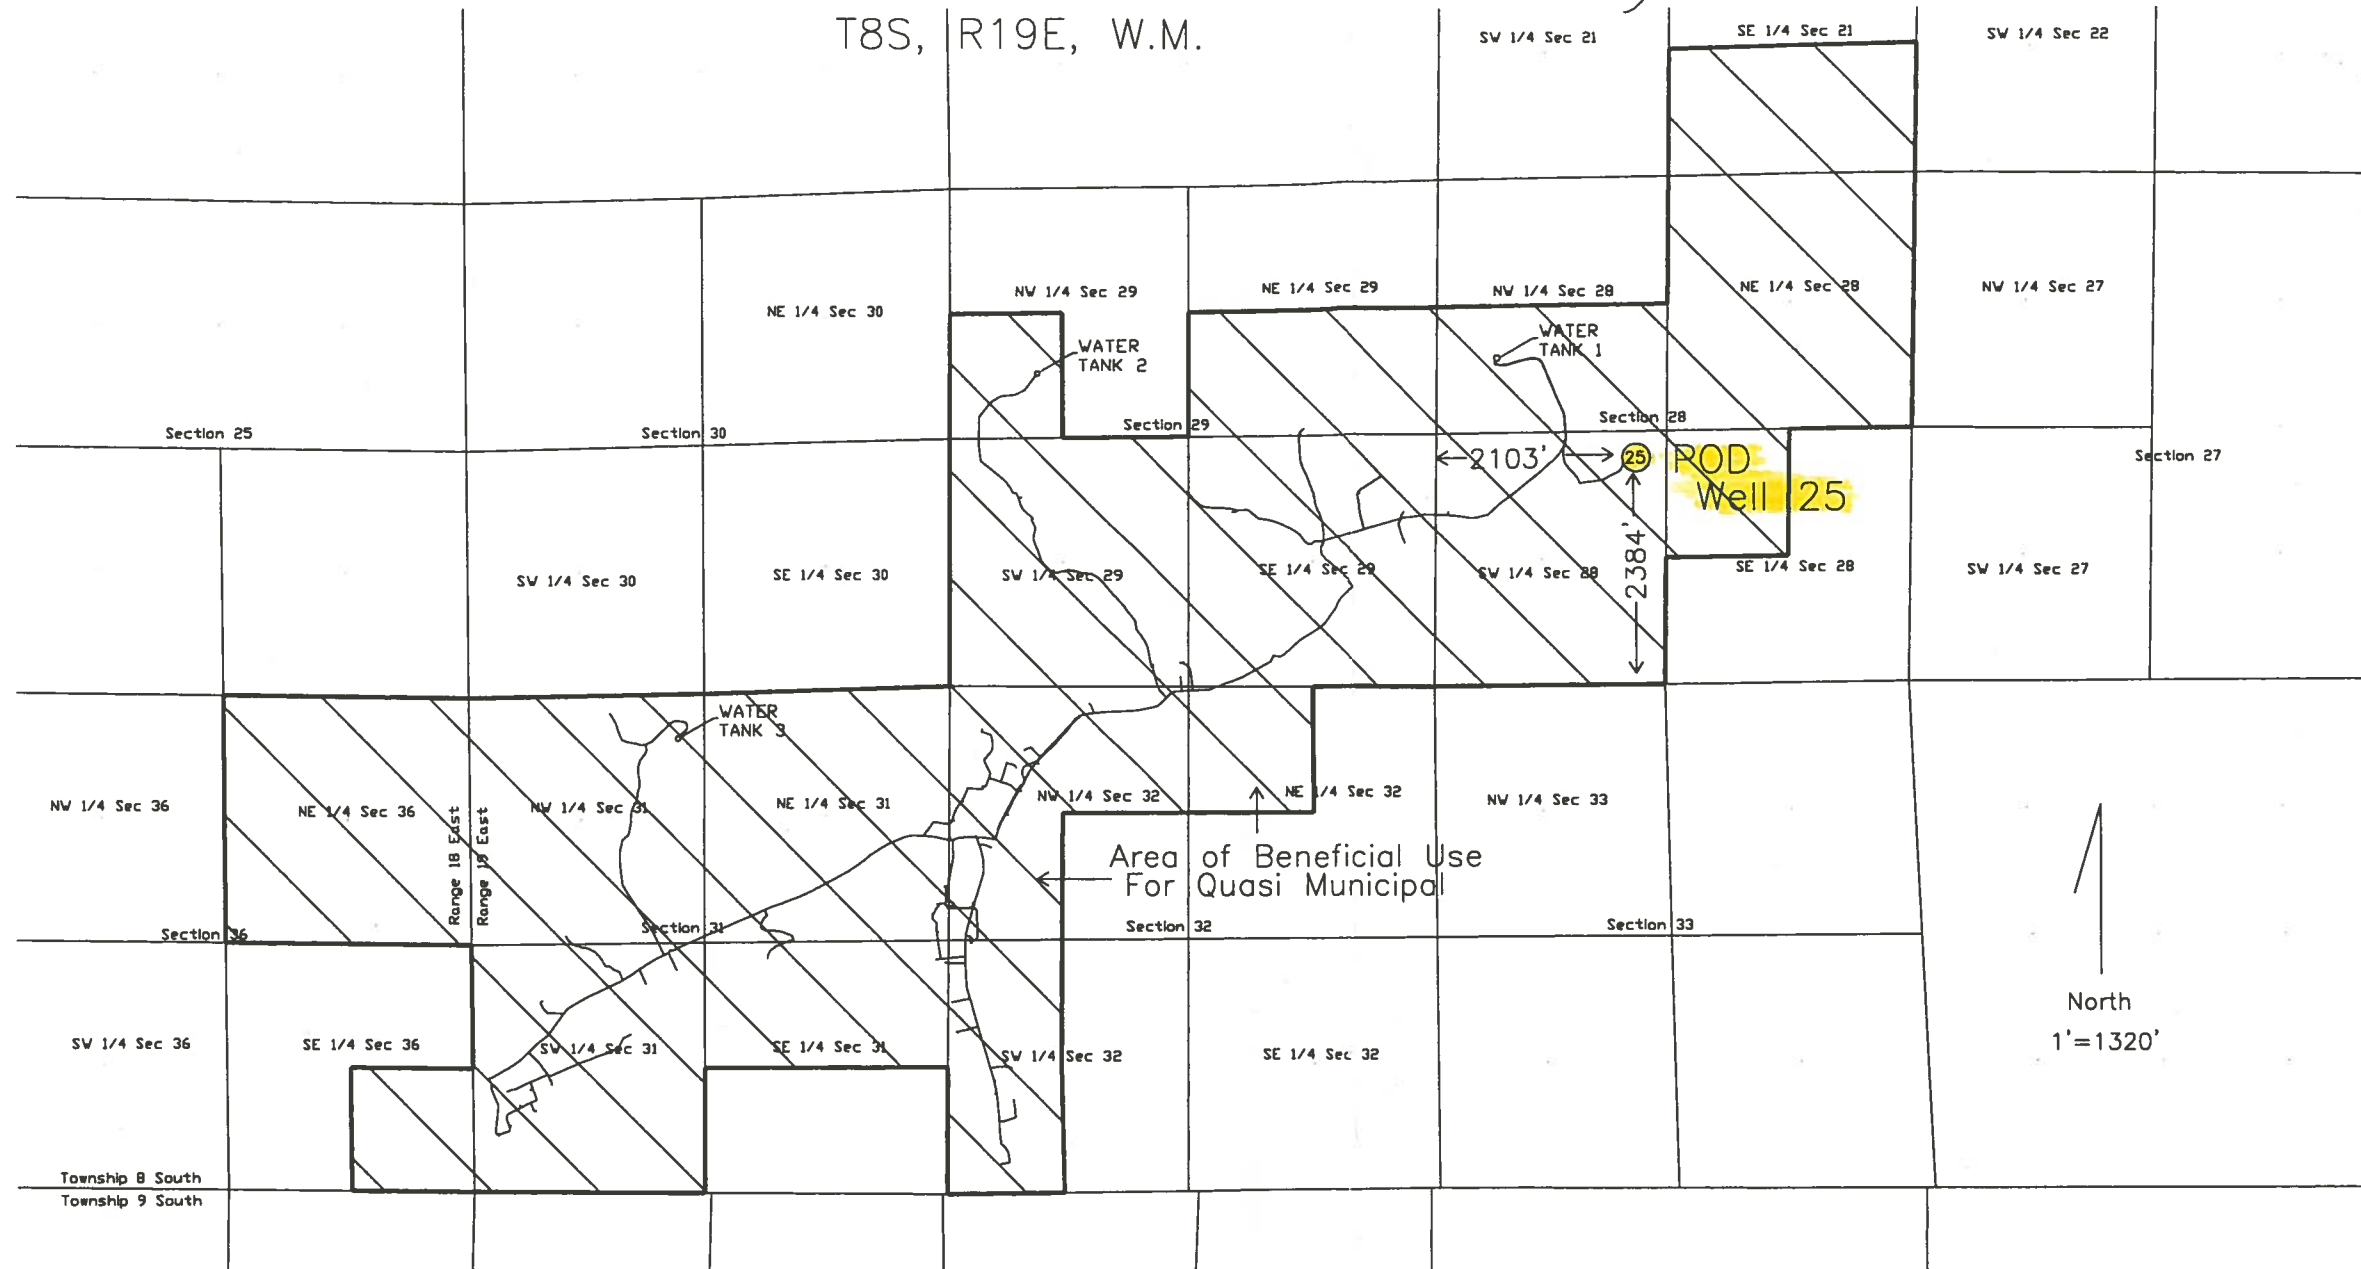 T8S, R19E, W.M.
SW 1/4 Sec 21
SE 1/4 Sec 21
SW 1/4 Sec 22
NE 1/4 Sec 30
NW 1/4 Sec 29
NE 1/4 Sec 29
NW 1/4 Sec 28
NE 1/4 Sec 28
NW 1/4 Sec 27
WATER
TANK 2
WATER
TANK 1
Section 25
Section 30
Section 29
Section 28
Section 27
2103'
25
POD
Well 25
2384'
SW 1/4 Sec 30
SE 1/4 Sec 30
SW 1/4 Sec 29
SE 1/4 Sec 29
SW 1/4 Sec 28
SE 1/4 Sec 28
SW 1/4 Sec 27
WATER
TANK 3
NW 1/4 Sec 36
NE 1/4 Sec 36
Range 18 East
Range 19 East
NW 1/4 Sec 31
NE 1/4 Sec 31
NW 1/4 Sec 32
NE 1/4 Sec 32
NW 1/4 Sec 33
Area of Beneficial Use
For Quasi Municipal
Section 36
Section 31
Section 32
Section 33
SW 1/4 Sec 36
SE 1/4 Sec 36
SW 1/4 Sec 31
SE 1/4 Sec 31
SW 1/4 Sec 32
SE 1/4 Sec 32
North
1'=1320'
Township 8 South
Township 9 South